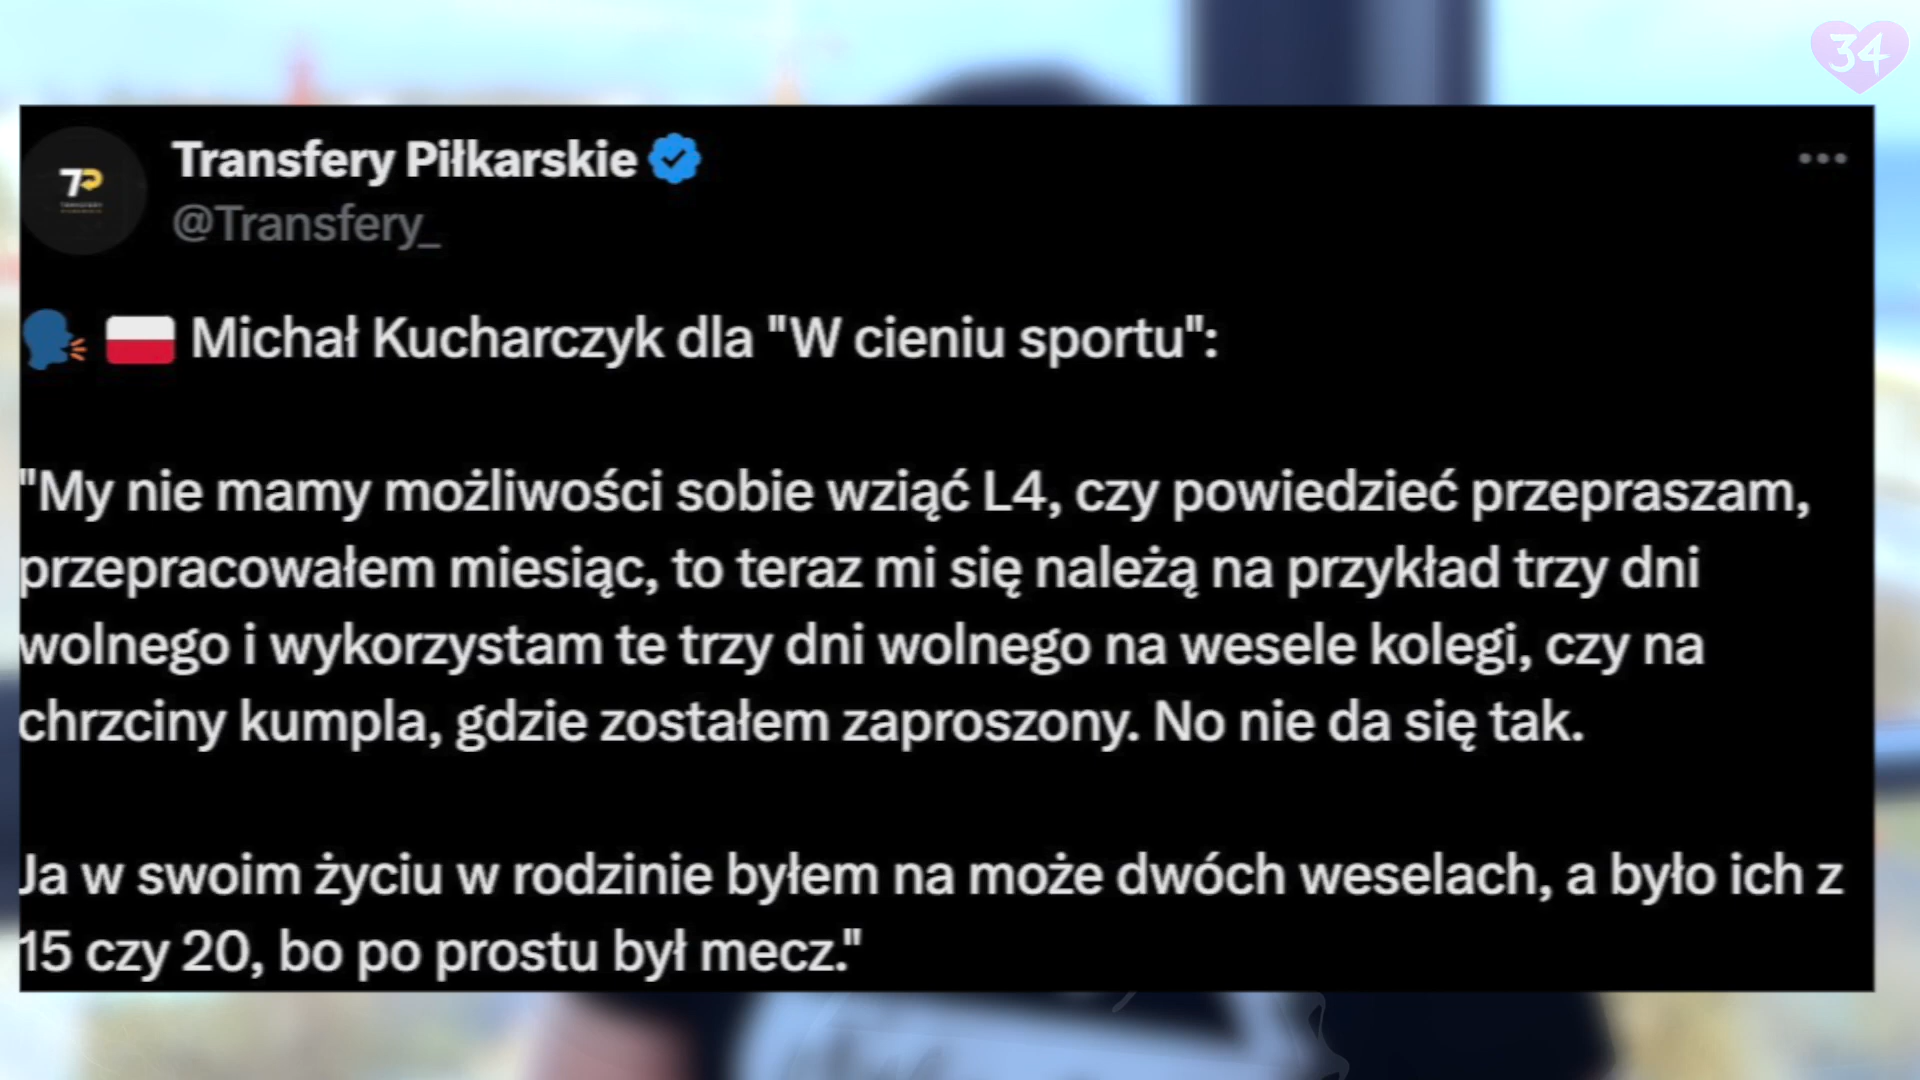 34
Transfery Piłkarskie
@Transfery_
Michał Kucharczyk dla "W cieniu sportu":
"My nie mamy możliwości sobie wziąć L4, czy powiedzieć przepraszam,
przepracowałem miesiąc, to teraz mi się należą na przykład trzy dni
wolnego i wykorzystam te trzy dni wolnego na wesele kolegi, czy na
chrzciny kumpla, gdzie zostałem zaproszony. No nie da się tak.
Ja w swoim życiu w rodzinie byłem na może dwóch weselach, a było ich z
15 czy 20, bo po prostu był mecz."